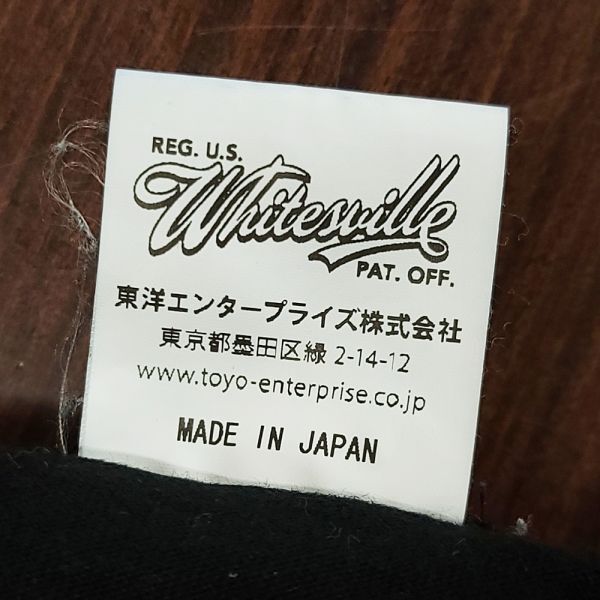 REG. U.S.
Whitesville
PAT. OFF.
東洋エンタープライズ株式会社
東京都墨田区緑 2-14-12
www.toyo-enterprise.co.jp
MADE IN JAPAN